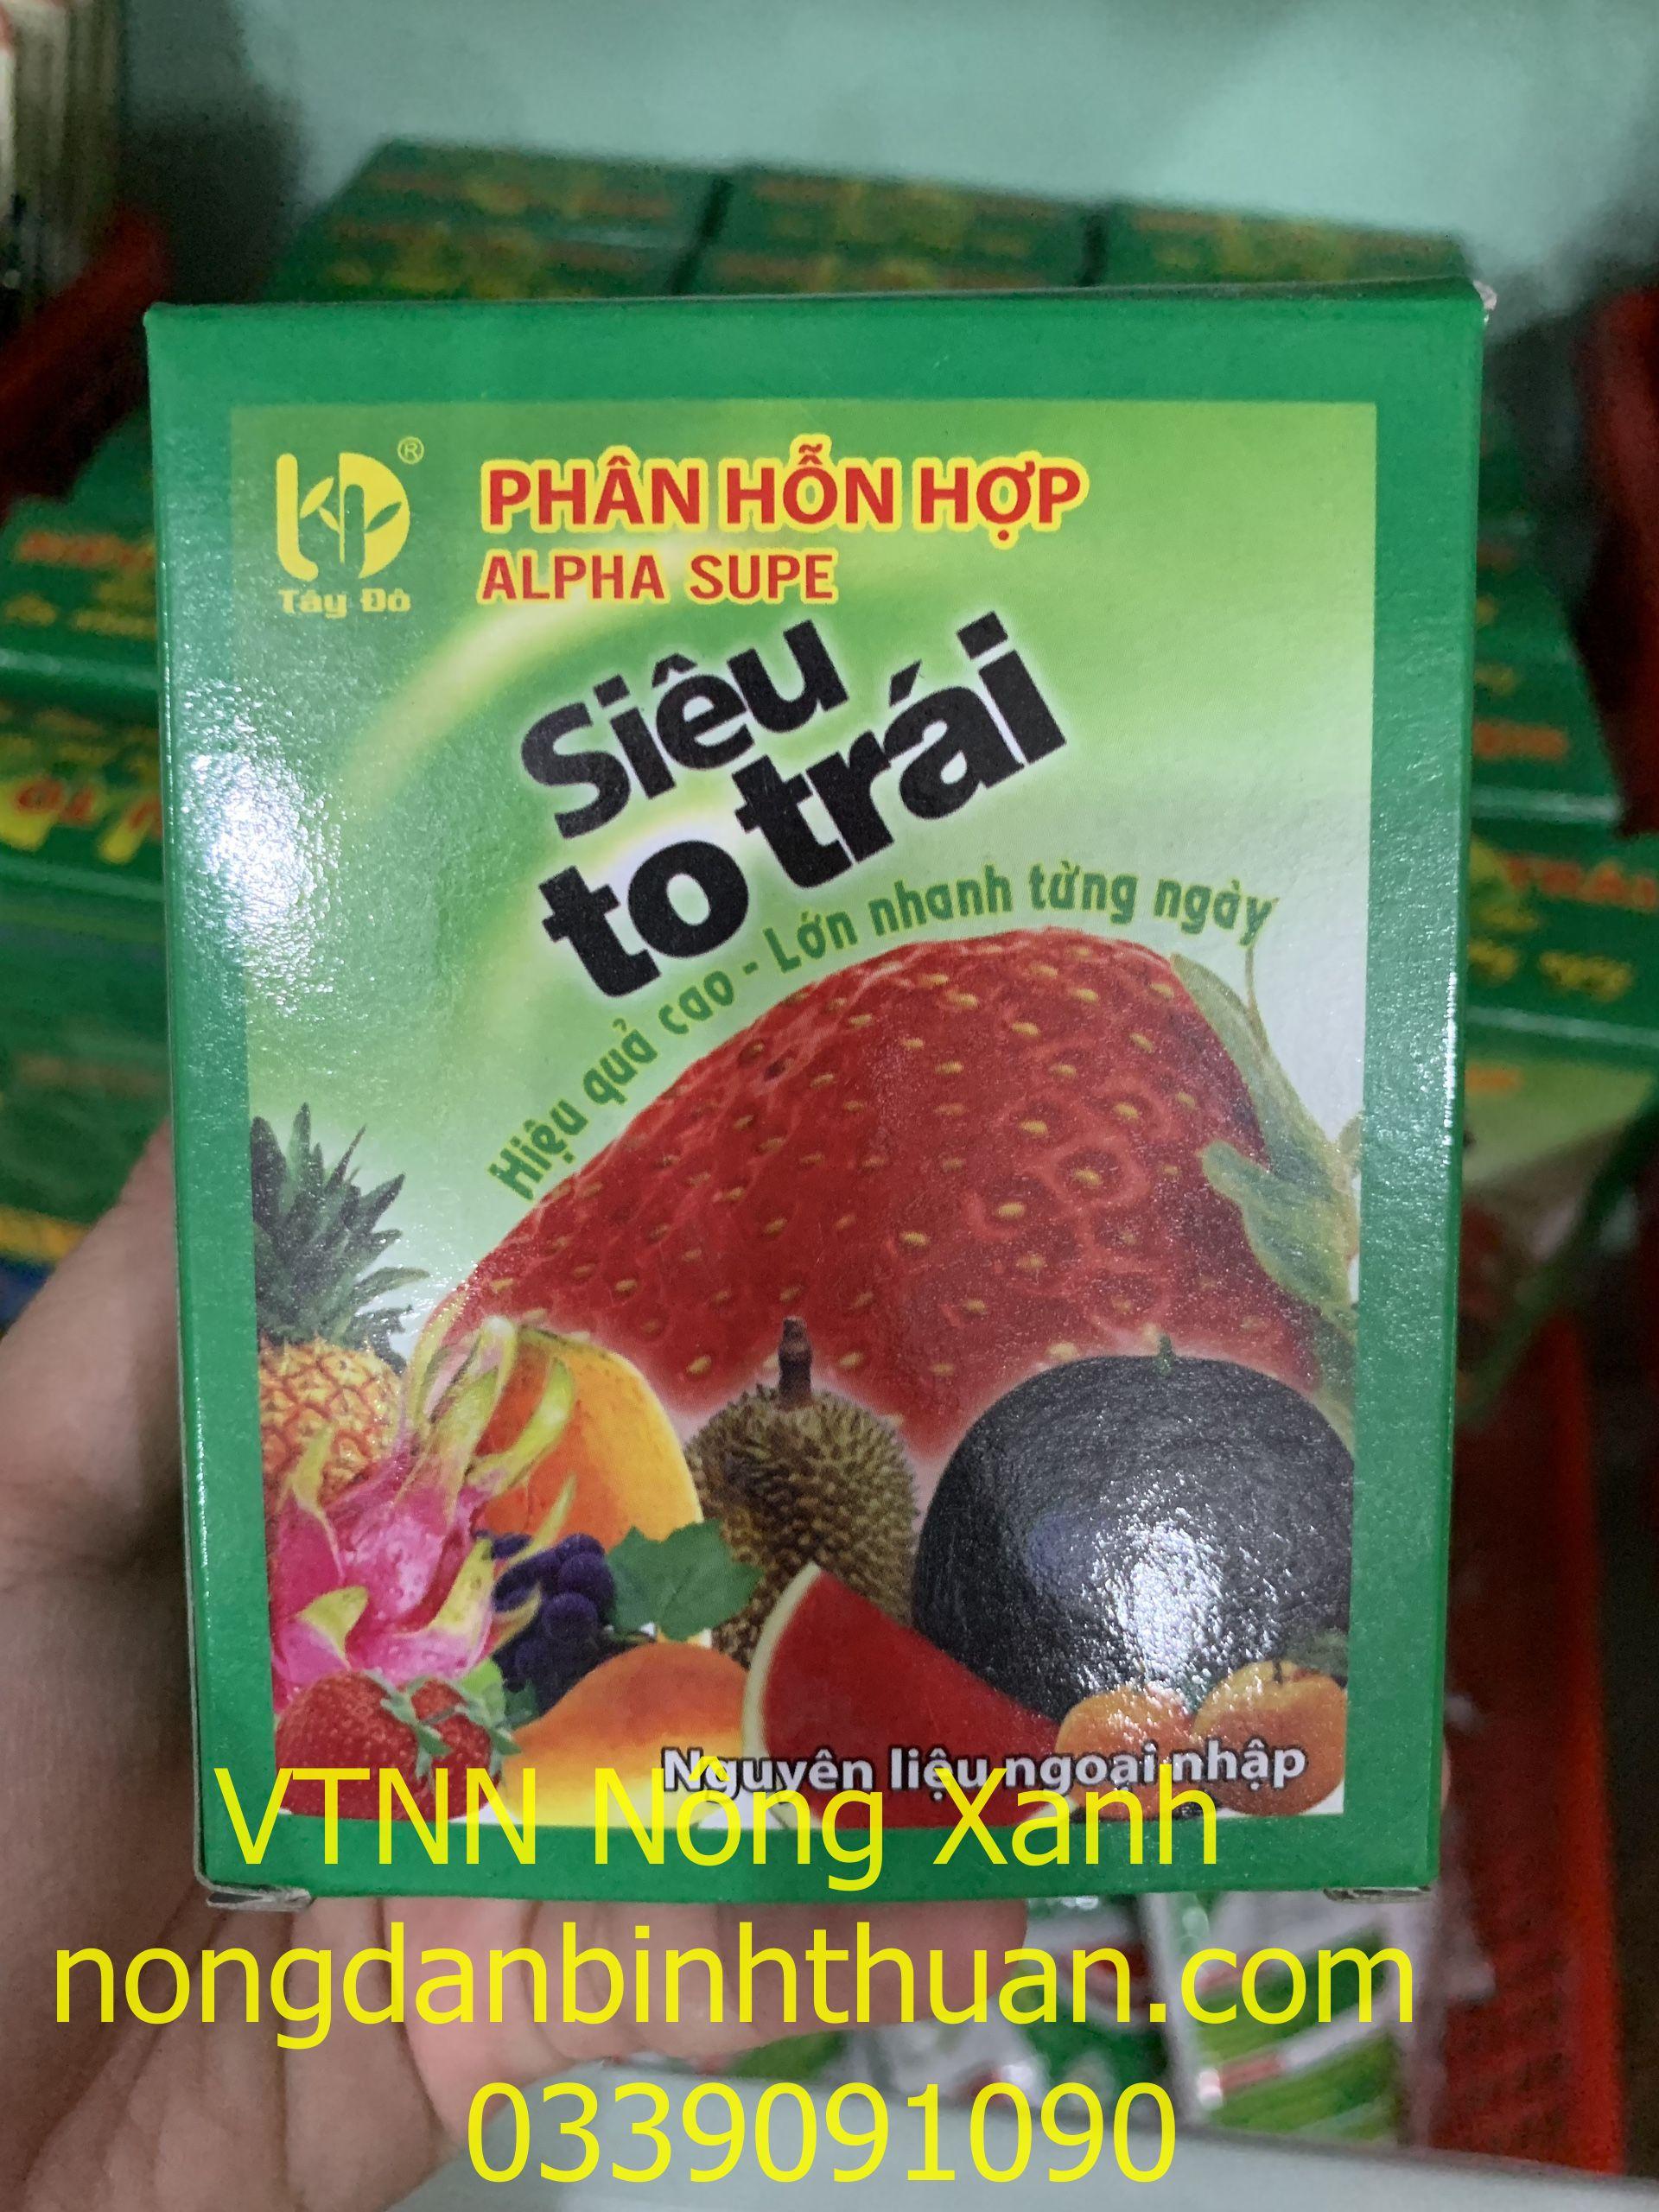 KD®
Tây Đô
PHÂN HỖN HỢP
ALPHA SUPE
Siêu
to trái
Hiệu quả cao - Lớn nhanh từng ngày
Nguyên liệu ngoại nhập
VTNN Nông Xanh
nongdanbinhthuan.com
0339091090